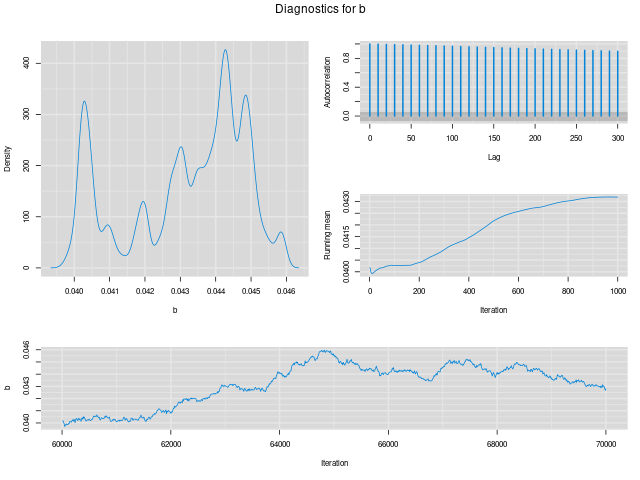 Diagnostics for b
Density
400
300
200
100
0
0.040 0.041 0.042 0.043 0.044 0.045 0.046
b
Autocorrelation
0.8
0.4
0.0
0 50 100 150 200 250 300
Lag
Running mean
0.0430
0.0415
0.0400
0 200 400 600 800 1000
Iteration
b
0.046
0.043
0.040
60000 62000 64000 66000 68000 70000
Iteration